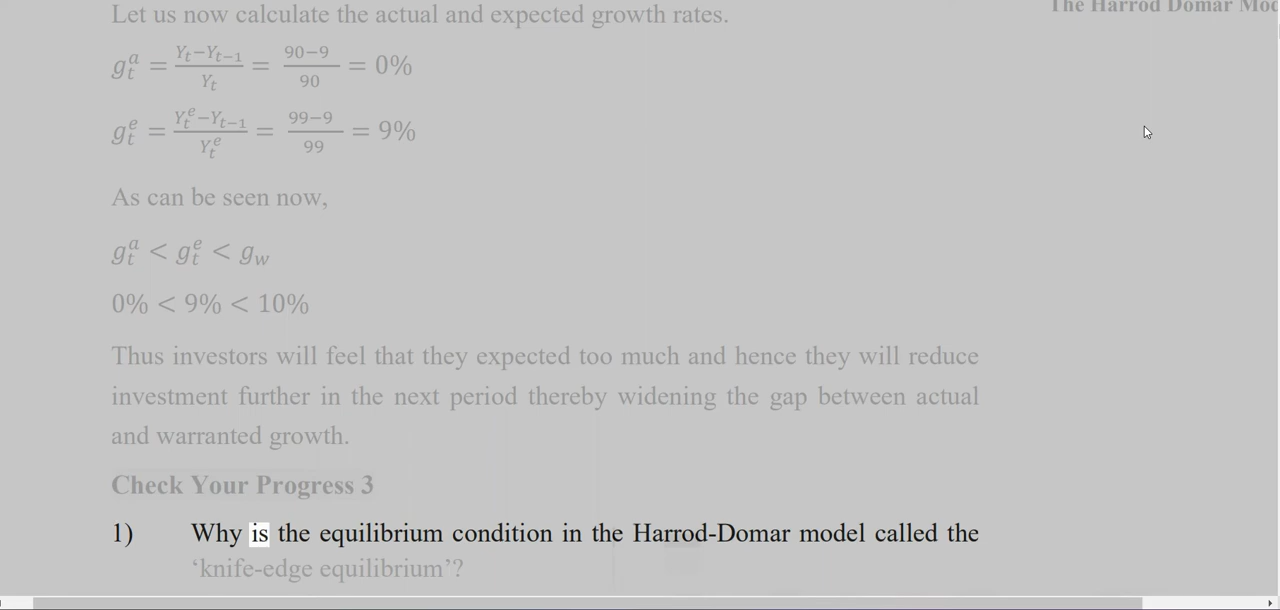 The Harrod Domar
Let us now calculate the actual and expected growth rates.
g_t^a = (Y_t−Y_{t−1})/Y_t = (90−9)/90 = 0%
g_t^e = (Y_t^e−Y_{t−1})/Y_t^e = (99−9)/99 = 9%
As can be seen now,
g_t^a < g_t^e < g_w
0% < 9% < 10%
Thus investors will feel that they expected too much and hence they will reduce
investment further in the next period thereby widening the gap between actual
and warranted growth.
Check Your Progress 3
1) Why is the equilibrium condition in the Harrod-Domar model called the
‘knife-edge equilibrium’?